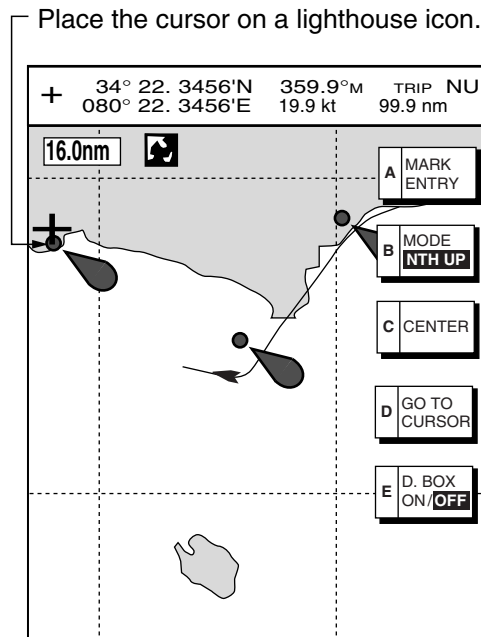 Place the cursor on a lighthouse icon.
+ 34° 22. 3456'N 359.9°M TRIP NU
080° 22. 3456'E 19.9 kt 99.9 nm
16.0nm
A MARK
ENTRY
B MODE
NTH UP
C CENTER
D GO TO
CURSOR
E D. BOX
ON/OFF